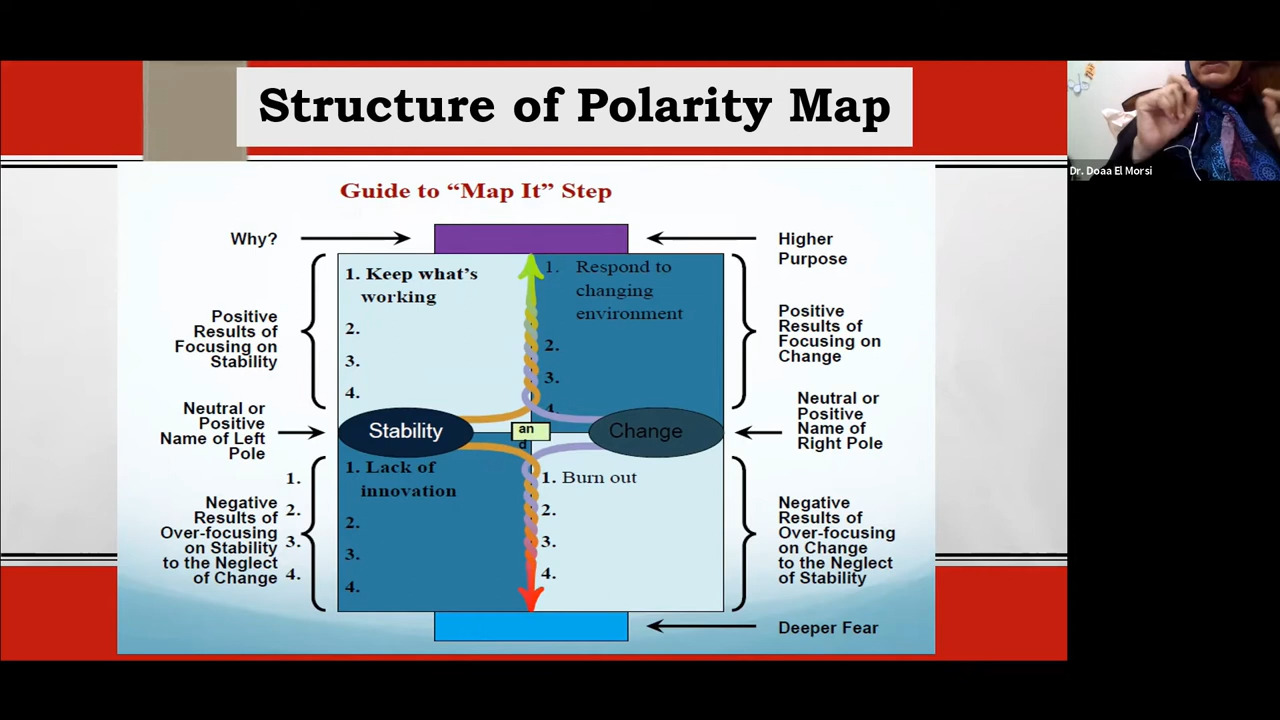 Structure of Polarity Map
Dr. Doaa El Morsi
Guide to “Map It” Step
Why?
Higher
Purpose
Positive
Results of
Focusing on
Stability
1. Keep what’s
working
2.
3.
4.
1. Respond to
changing
environment
2.
3.
4.
Positive
Results of
Focusing on
Change
Neutral or
Positive
Name of Left
Pole
Stability
an
d
Change
Neutral or
Positive
Name of
Right Pole
1.
2.
3.
4.
Negative
Results of
Over-focusing
on Stability
to the Neglect
of Change
1. Lack of
innovation
2.
3.
4.
1. Burn out
2.
3.
4.
Negative
Results of
Over-focusing
on Change
to the Neglect
of Stability
Deeper Fear